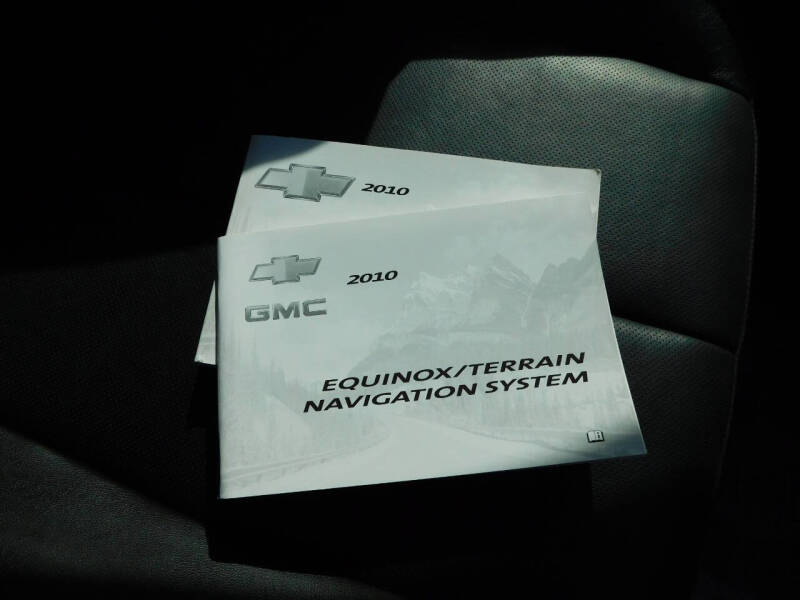 2010
2010
GMC
EQUINOX/TERRAIN
NAVIGATION SYSTEM